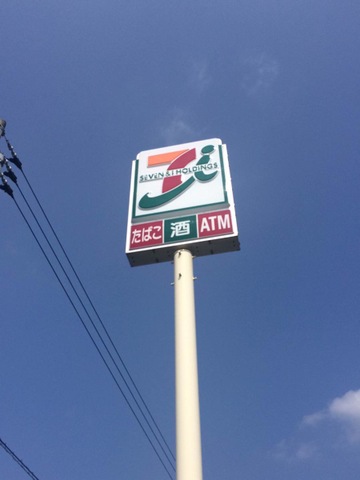 SEVEN & i HOLDINGS
たばこ 酒 ATM